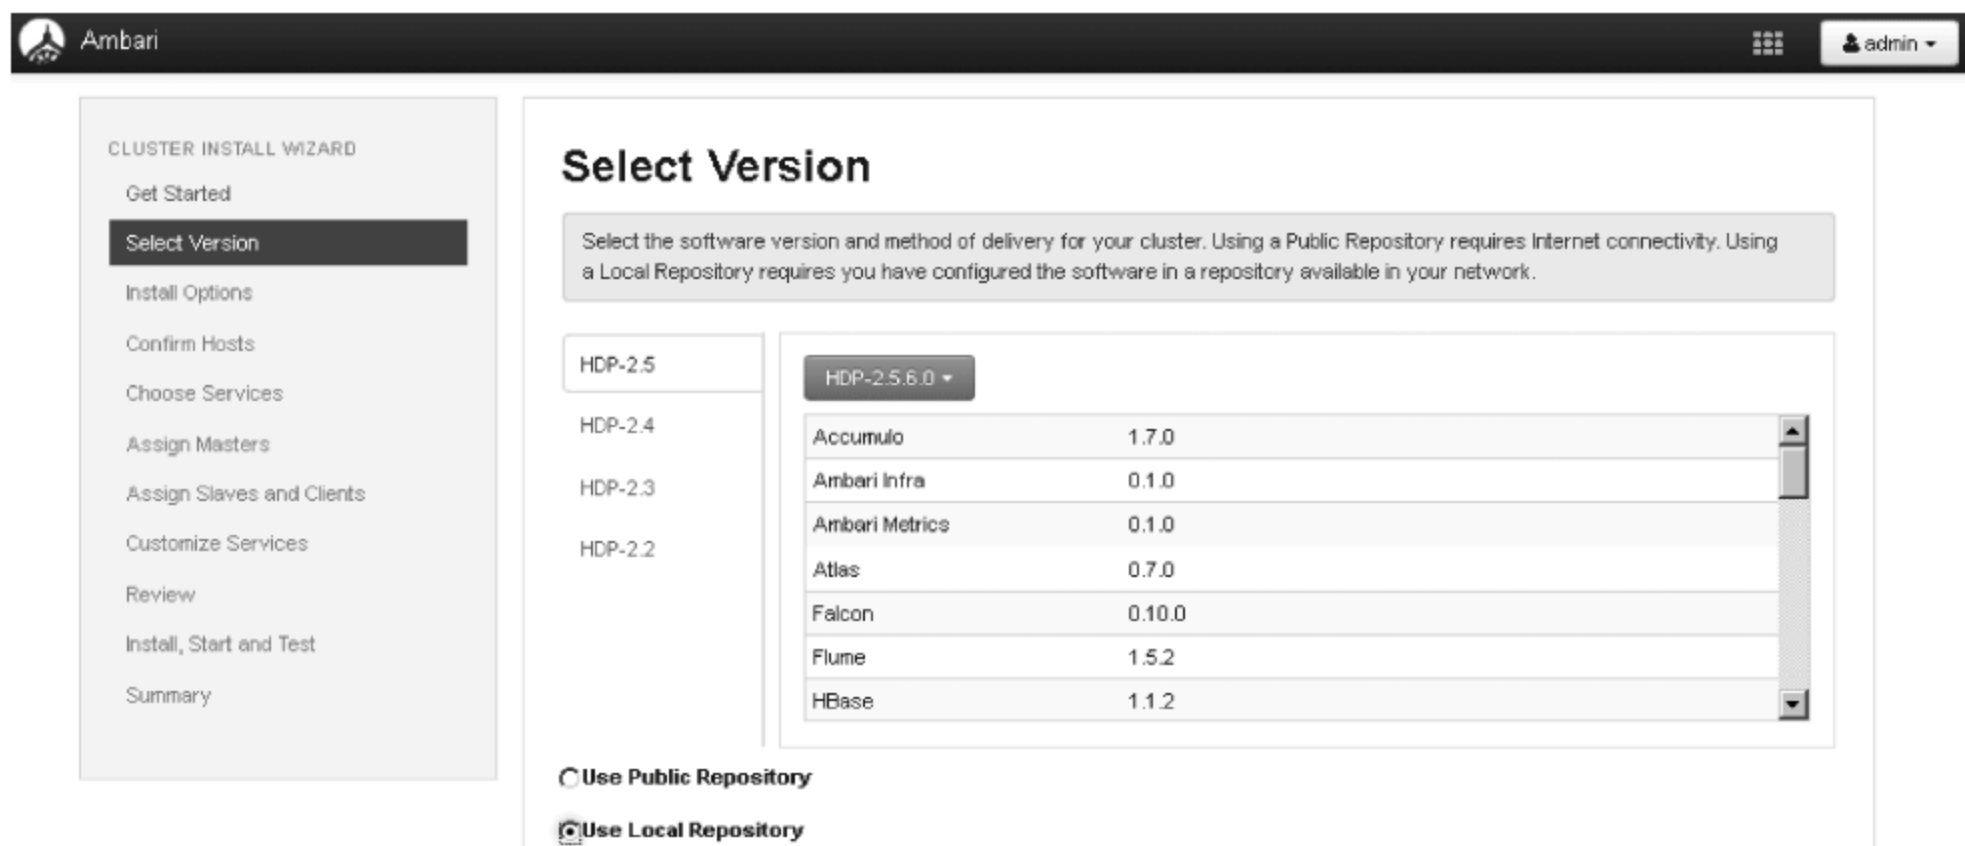 Ambari
admin
CLUSTER INSTALL WIZARD
Get Started
Select Version
Install Options
Confirm Hosts
Choose Services
Assign Masters
Assign Slaves and Clients
Customize Services
Review
Install, Start and Test
Summary
Select Version
Select the software version and method of delivery for your cluster. Using a Public Repository requires Internet connectivity. Using
a Local Repository requires you have configured the software in a repository available in your network.
HDP-2.5
HDP-2.4
HDP-2.3
HDP-2.2
HDP-2.5.6.0
Accumulo 1.7.0
Ambari Infra 0.1.0
Ambari Metrics 0.1.0
Atlas 0.7.0
Falcon 0.10.0
Flume 1.5.2
HBase 1.1.2
Use Public Repository
Use Local Repository